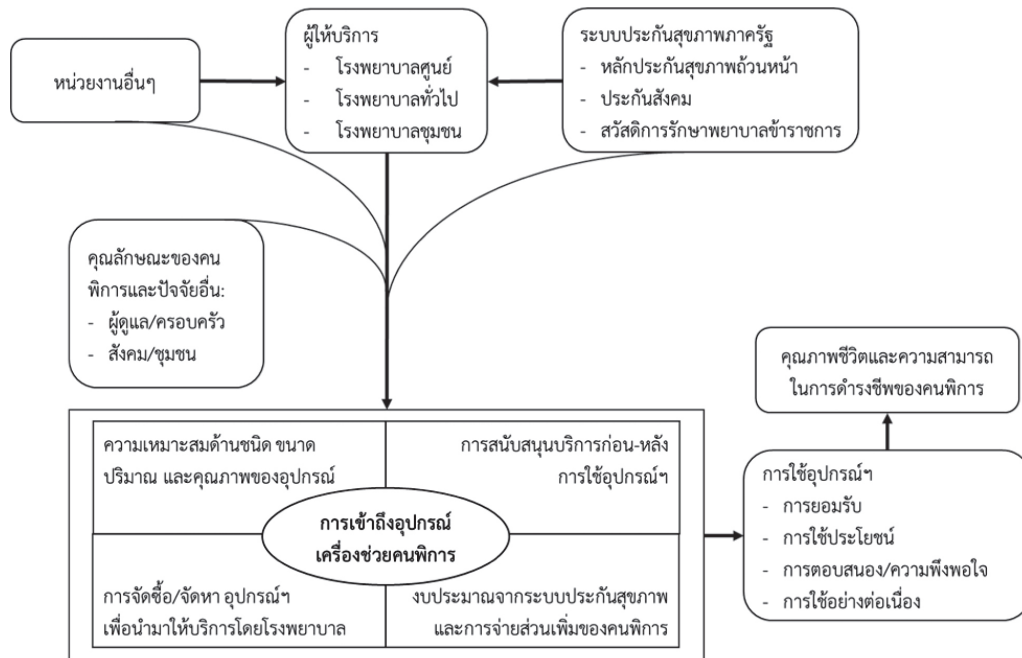 หน่วยงานอื่นๆ
ผู้ให้บริการ
- โรงพยาบาลศูนย์
- โรงพยาบาลทั่วไป
- โรงพยาบาลชุมชน
ระบบประกันสุขภาพภาครัฐ
- หลักประกันสุขภาพถ้วนหน้า
- ประกันสังคม
- สวัสดิการรักษาพยาบาลข้าราชการ
คุณลักษณะของคน
พิการและปัจจัยอื่น:
- ผู้ดูแล/ครอบครัว
- สังคม/ชุมชน
ความเหมาะสมด้านชนิด ขนาด
ปริมาณ และคุณภาพของอุปกรณ์
การสนับสนุนบริการก่อน-หลัง
การใช้อุปกรณ์ฯ
การเข้าถึงอุปกรณ์
เครื่องช่วยคนพิการ
การจัดซื้อ/จัดหา อุปกรณ์ฯ
เพื่อนำมาให้บริการโดยโรงพยาบาล
งบประมาณจากระบบประกันสุขภาพ
และการจ่ายส่วนเพิ่มของคนพิการ
คุณภาพชีวิตและความสามารถ
ในการดำรงชีพของคนพิการ
การใช้อุปกรณ์ฯ
- การยอมรับ
- การใช้ประโยชน์
- การตอบสนอง/ความพึงพอใจ
- การใช้อย่างต่อเนื่อง